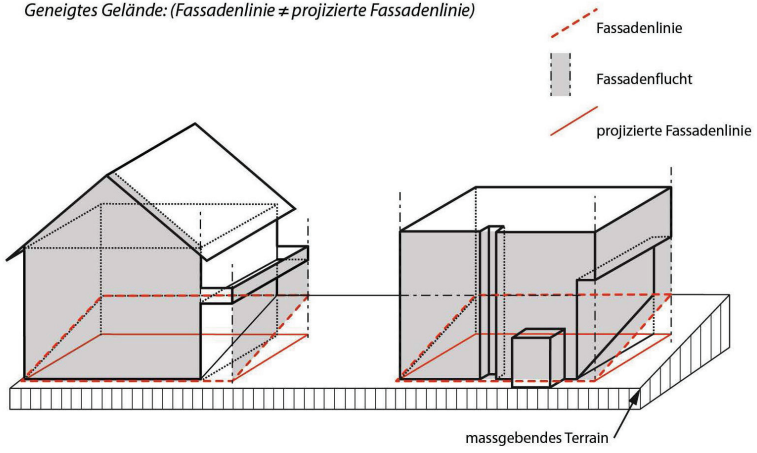 Geneigtes Gelände: (Fassadenlinie ≠ projizierte Fassadenlinie)
Fassadenlinie
Fassadenflucht
projizierte Fassadenlinie
massgebendes Terrain